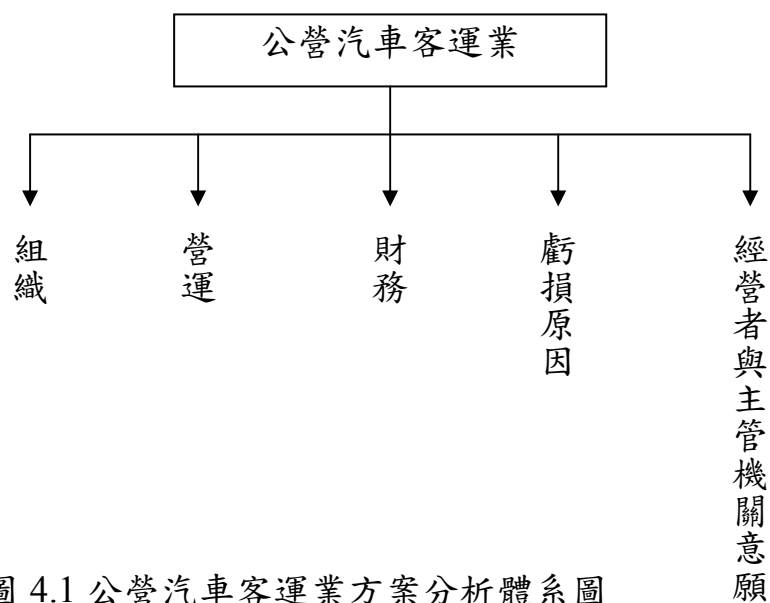 公營汽車客運業
組織
營運
財務
虧損原因
經營者與主管機關意願
圖 4.1 公營汽車客運業方案分析體系圖